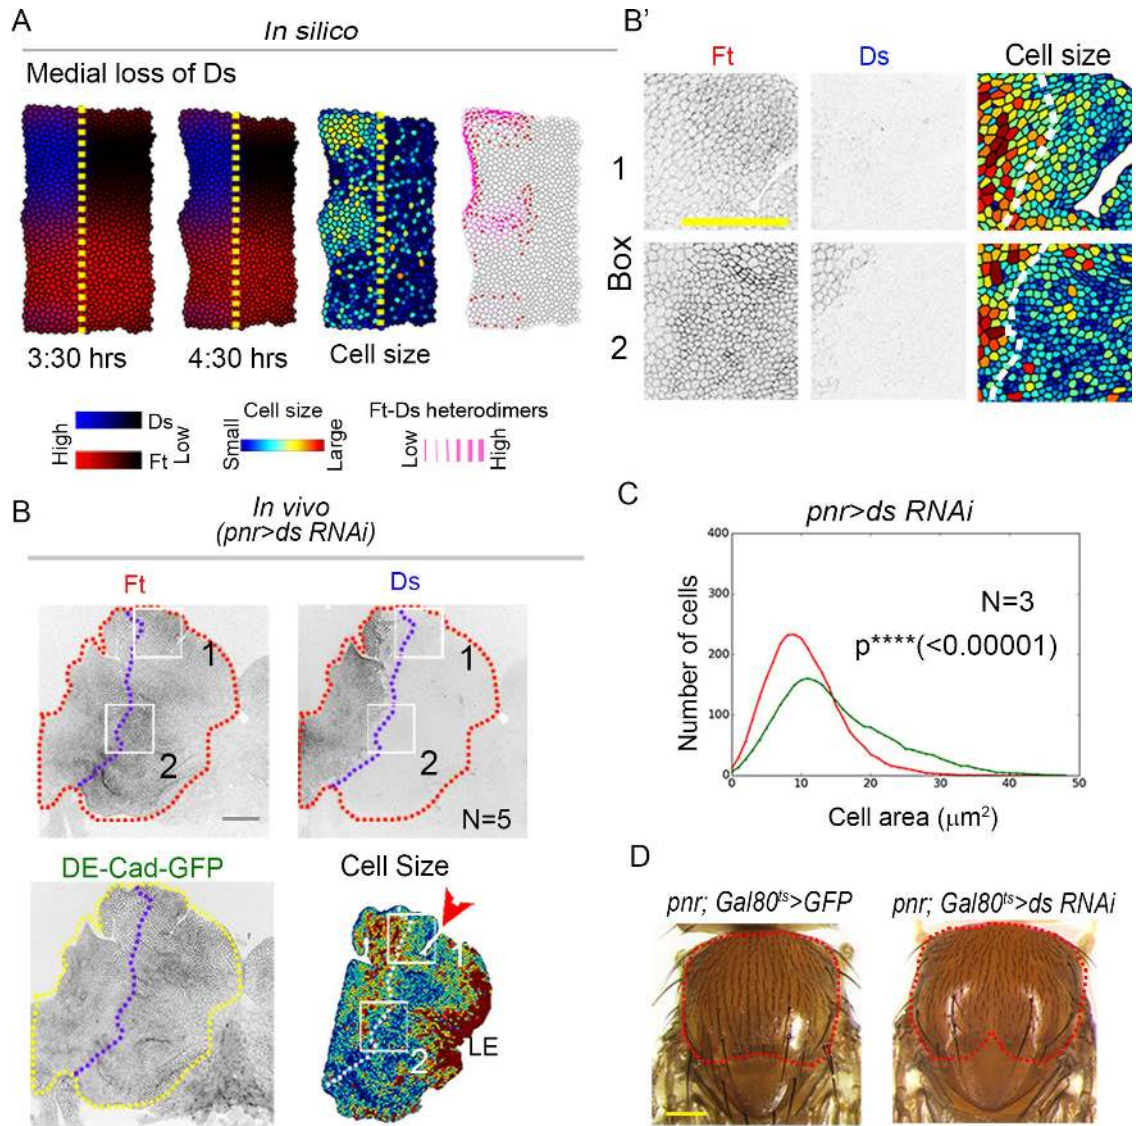 A
In silico
Medial loss of Ds
3:30 hrs
4:30 hrs
Cell size
High
Ds
Ft
Low
Cell size
Small
Large
Ft-Ds heterodimers
Low
High
B'
Ft
Ds
Cell size
Box
1
2
B
In vivo
(pnr>ds RNAi)
Ft
Ds
1
2
1
2
N=5
DE-Cad-GFP
Cell Size
1
2
LE
C
pnr>ds RNAi
400
300
200
100
0
Number of cells
N=3
p****(<0.00001)
0
10
20
30
40
50
Cell area (μm²)
D
pnr; Gal80ᵗˢ>GFP
pnr; Gal80ᵗˢ>ds RNAi